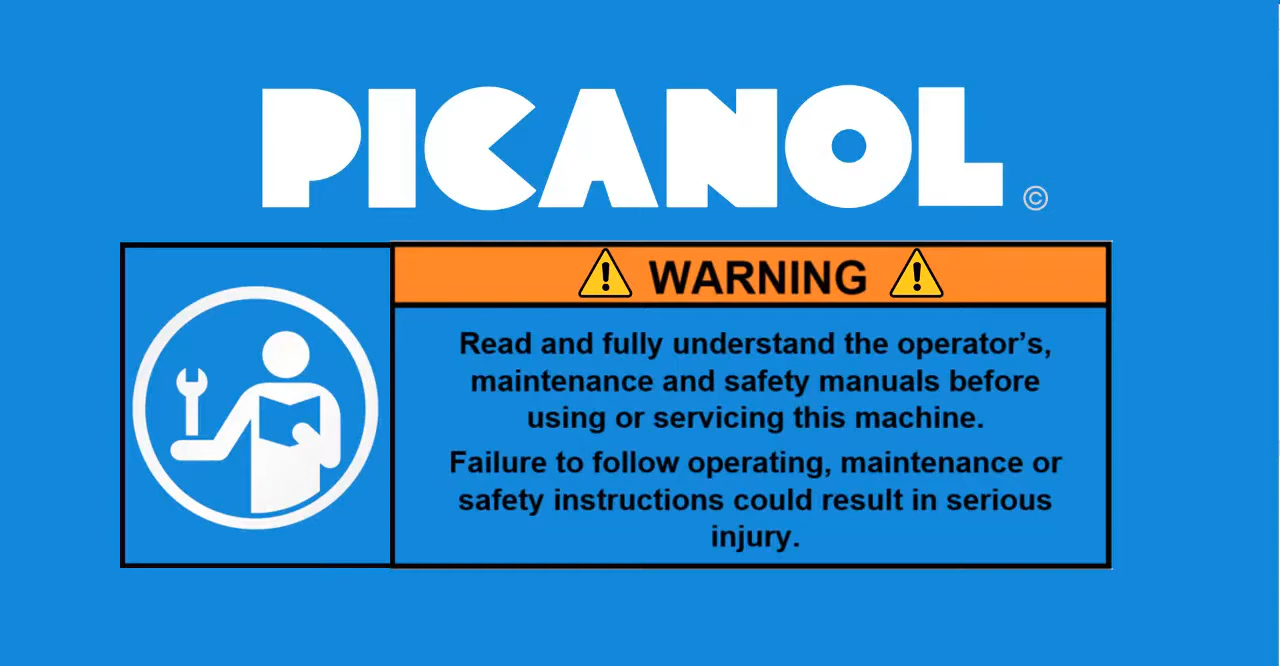 PICANOL ©
WARNING
Read and fully understand the operator’s,
maintenance and safety manuals before
using or servicing this machine.
Failure to follow operating, maintenance or
safety instructions could result in serious
injury.